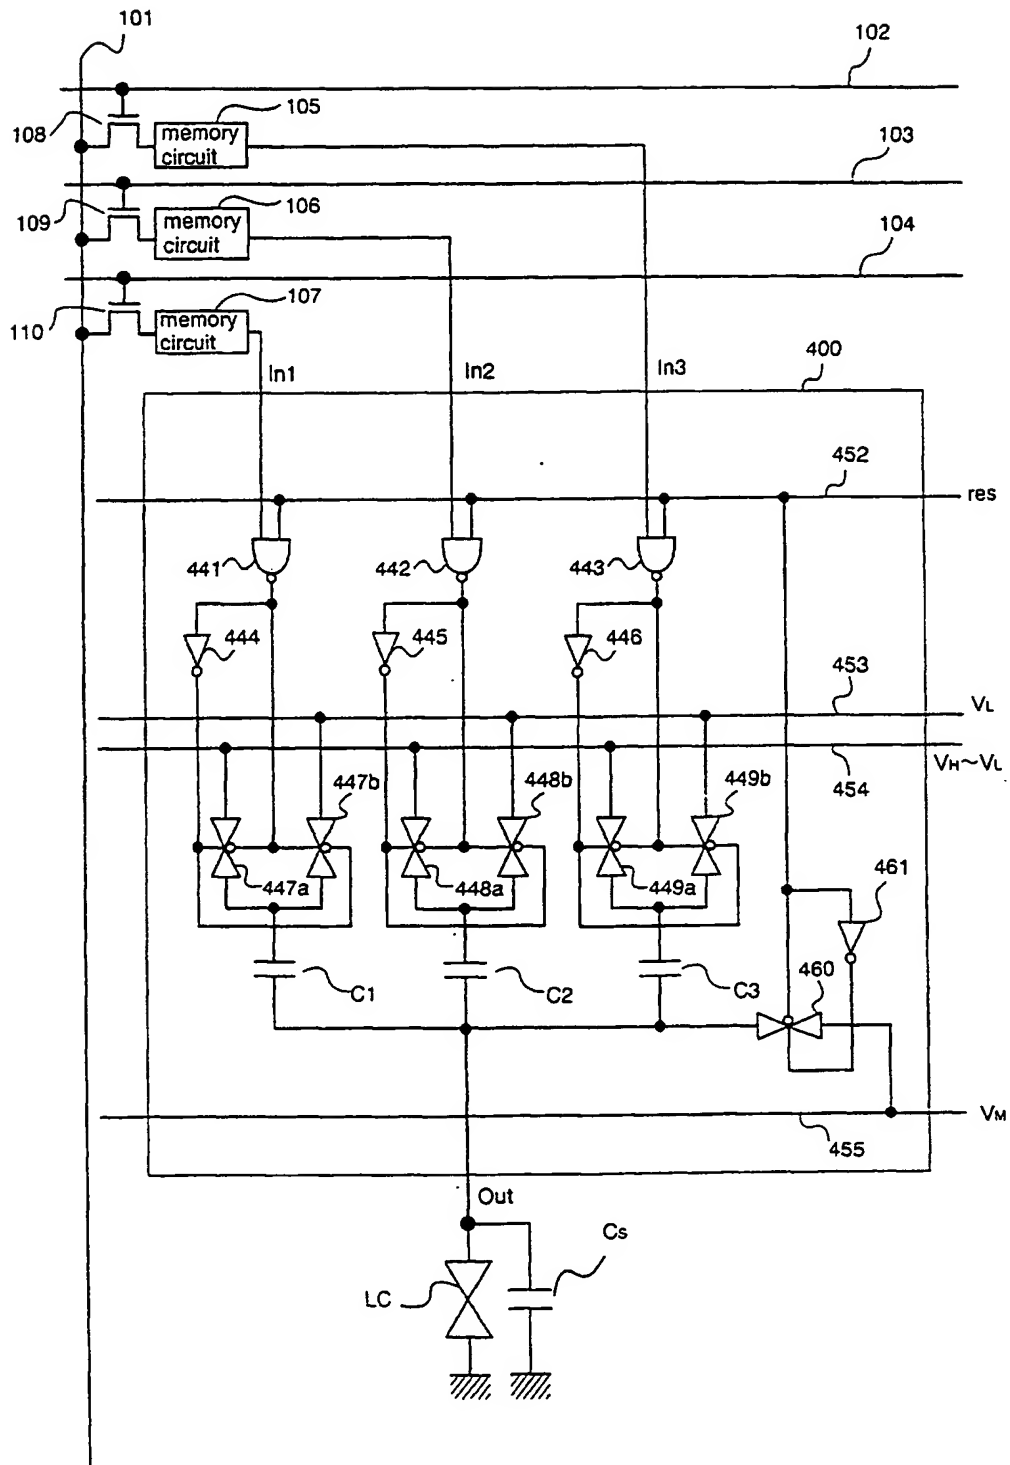 101
102
105
108
memory
circuit
103
106
109
memory
circuit
104
107
110
memory
circuit
In1
In2
In3
400
452
res
441
442
443
444
445
446
453
VL
VH~VL
454
447b
448b
449b
447a
448a
449a
461
C1
C2
C3
460
VM
455
Out
Cs
LC